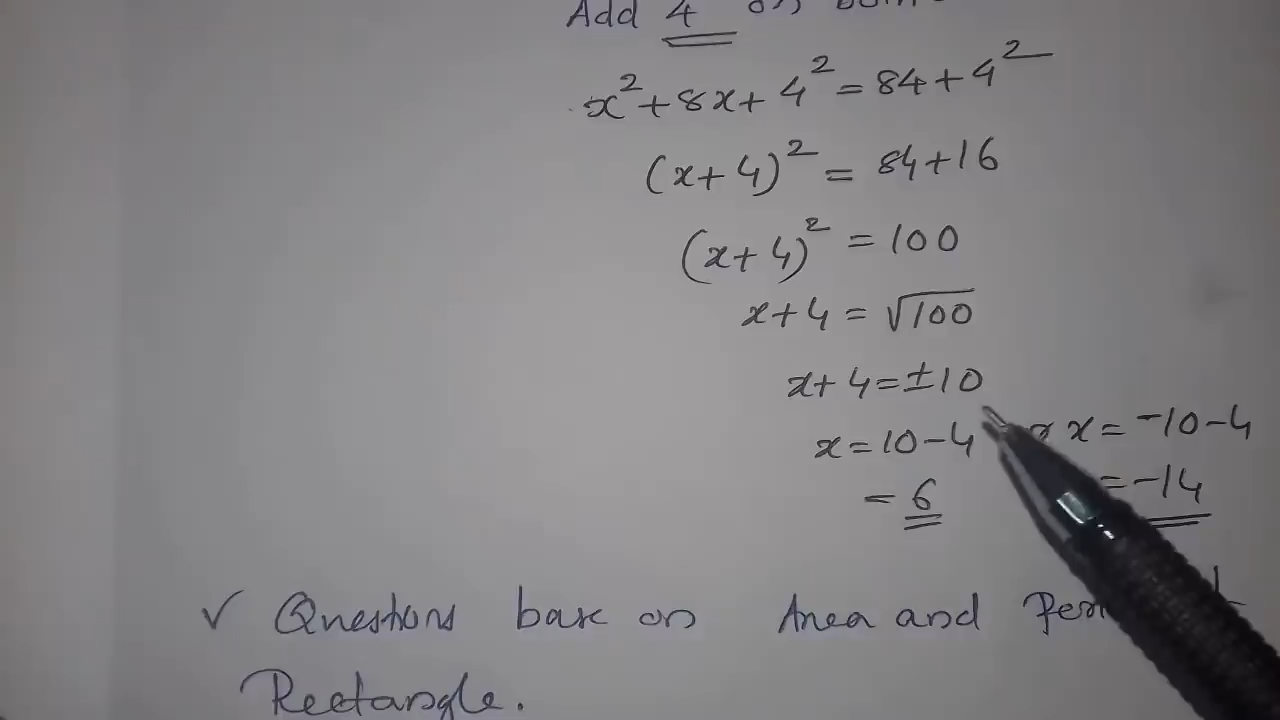 Add 4 on
x²+8x+4²=84+4²
(x+4)²=84+16
(x+4)²=100
x+4=√100
x+4=±10
x=10-4 x=-10-4
=6 =-14
✓ Questions base on Area and
Rectangle.